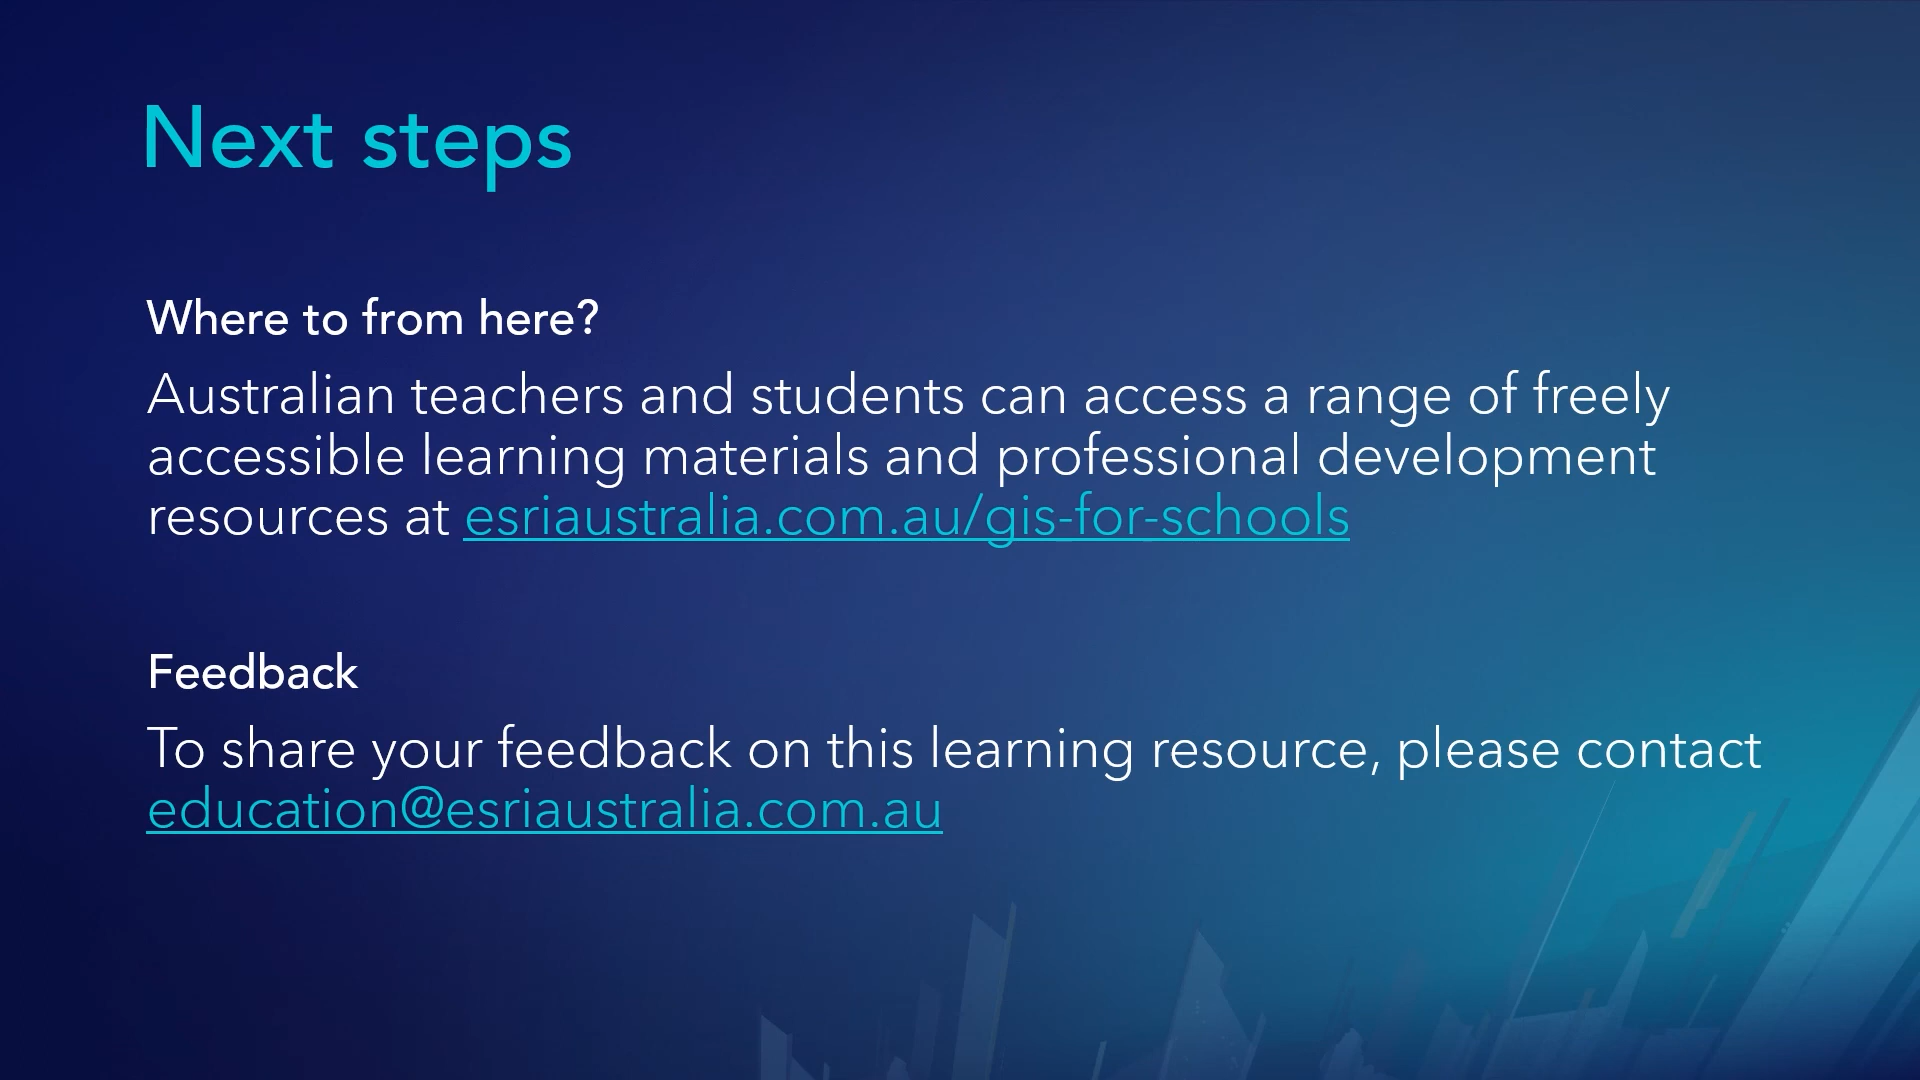 Next steps
Where to from here?
Australian teachers and students can access a range of freely
accessible learning materials and professional development
resources at esriaustralia.com.au/gis-for-schools
Feedback
To share your feedback on this learning resource, please contact
education@esriaustralia.com.au